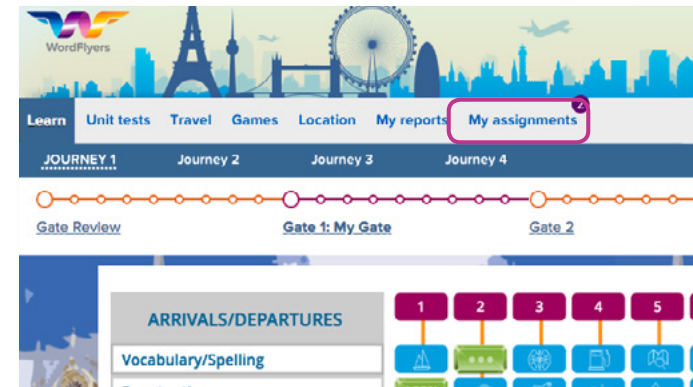 WordFlyers
Learn Unit tests Travel Games Location My reports My assignments 2
JOURNEY 1 Journey 2 Journey 3 Journey 4
Gate Review Gate 1: My Gate Gate 2
ARRIVALS/DEPARTURES
1 2 3 4 5
Vocabulary/Spelling